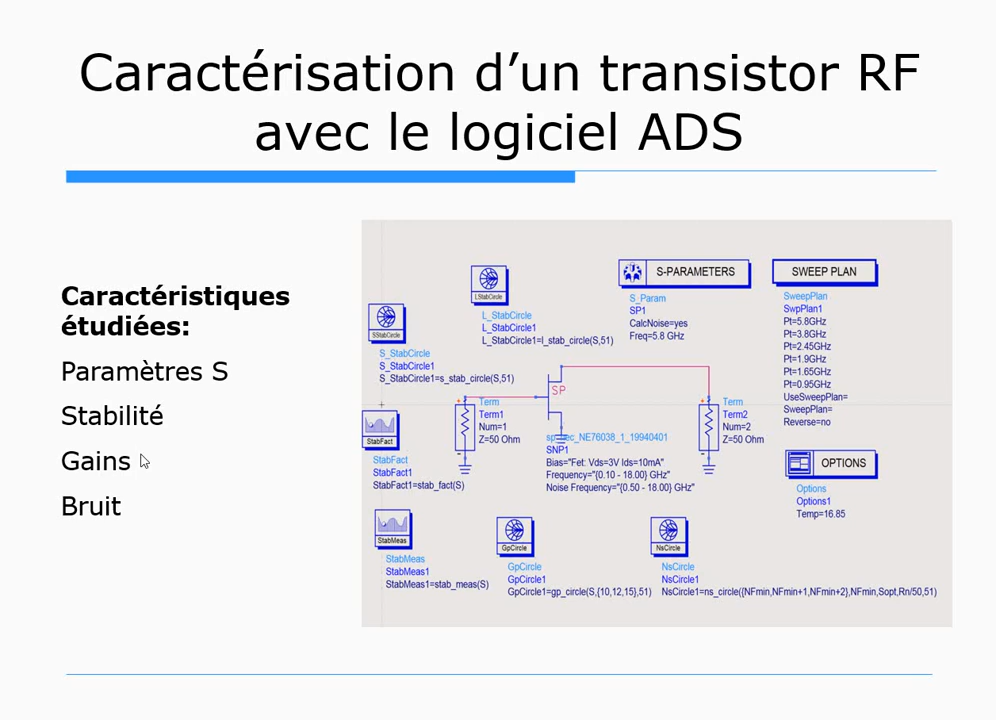 Caractérisation d’un transistor RF
avec le logiciel ADS
Caractéristiques
étudiées:
Paramètres S
Stabilité
Gains
Bruit
SStabCircle
S_StabCircle
S_StabCircle1
S_StabCircle1=s_stab_circle(S,51)
LStabCircle
L_StabCircle
L_StabCircle1
L_StabCircle1=l_stab_circle(S,51)
S-PARAMETERS
S_Param
SP1
CalcNoise=yes
Freq=5.8 GHz
SWEEP PLAN
SweepPlan
SwpPlan1
Pt=5.8GHz
Pt=3.8GHz
Pt=2.45GHz
Pt=1.9GHz
Pt=1.65GHz
Pt=0.95GHz
UseSweepPlan=
SweepPlan=
Reverse=no
StabFact
StabFact
StabFact1
StabFact1=stab_fact(S)
Term
Term1
Num=1
Z=50 Ohm
SP
NE76038_1_19940401
SNP1
Bias="Fet: Vds=3V Ids=10mA"
Frequency="{0.10 - 18.00} GHz"
Noise Frequency="{0.50 - 18.00} GHz"
Term
Term2
Num=2
Z=50 Ohm
OPTIONS
Options
Options1
Temp=16.85
StabMeas
StabMeas
StabMeas1
StabMeas1=stab_meas(S)
GpCircle
GpCircle
GpCircle1
GpCircle1=gp_circle(S,{10,12,15},51)
NsCircle
NsCircle
NsCircle1
NsCircle1=ns_circle({NFmin,NFmin+1,NFmin+2},NFmin,Sopt,Rn/50,51)